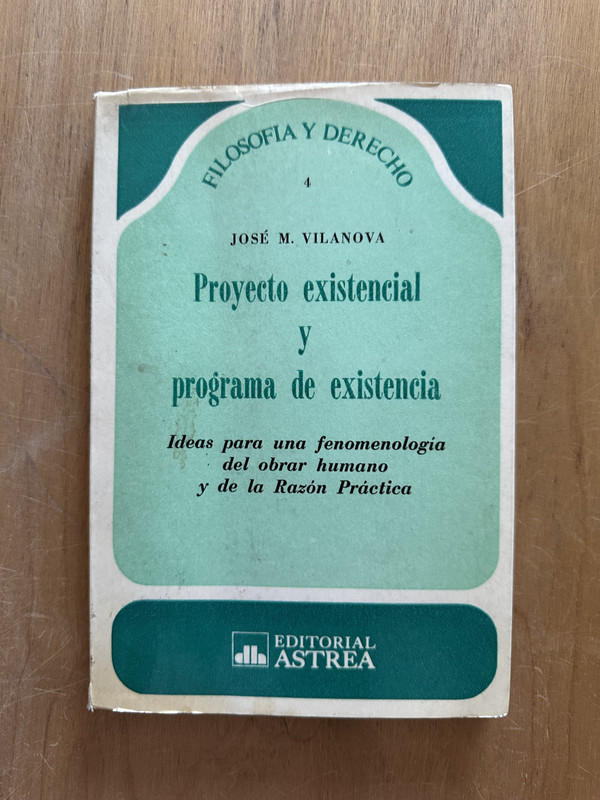 FILOSOFIA Y DERECHO
4
JOSÉ M. VILANOVA
Proyecto existencial
y
programa de existencia
Ideas para una fenomenología
del obrar humano
y de la Razón Práctica
EDITORIAL
ASTREA